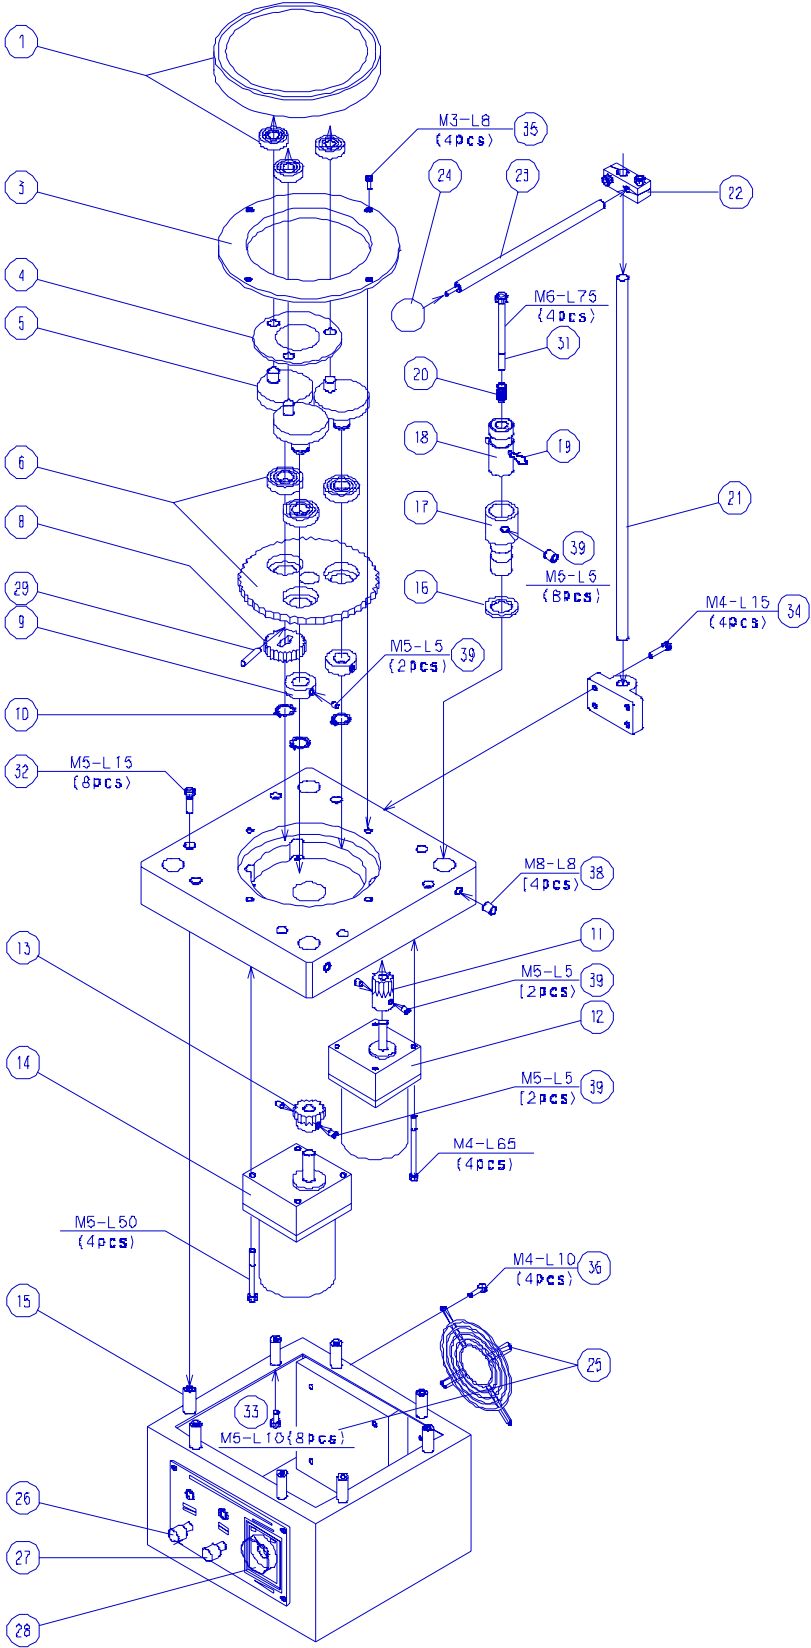 1
M3-L8
35
(4pcs)
24
23
22
3
4
M6-L75
(4pcs)
5
31
20
18
19
6
21
17
8
39
M5-L5
(8pcs)
29
16
M4-L15
34
(4pcs)
9
M5-L5
39
(2pcs)
10
M5-L15
32
(8pcs)
M8-L8
38
[4pcs)
11
13
M5-L5
39
[2pcs)
12
14
M5-L5
39
[2pcs)
M4-L65
(4pcs)
M5-L50
(4pcs)
M4-L10
36
(4pcs)
15
25
33
M5-L10(8pcs)
26
27
28